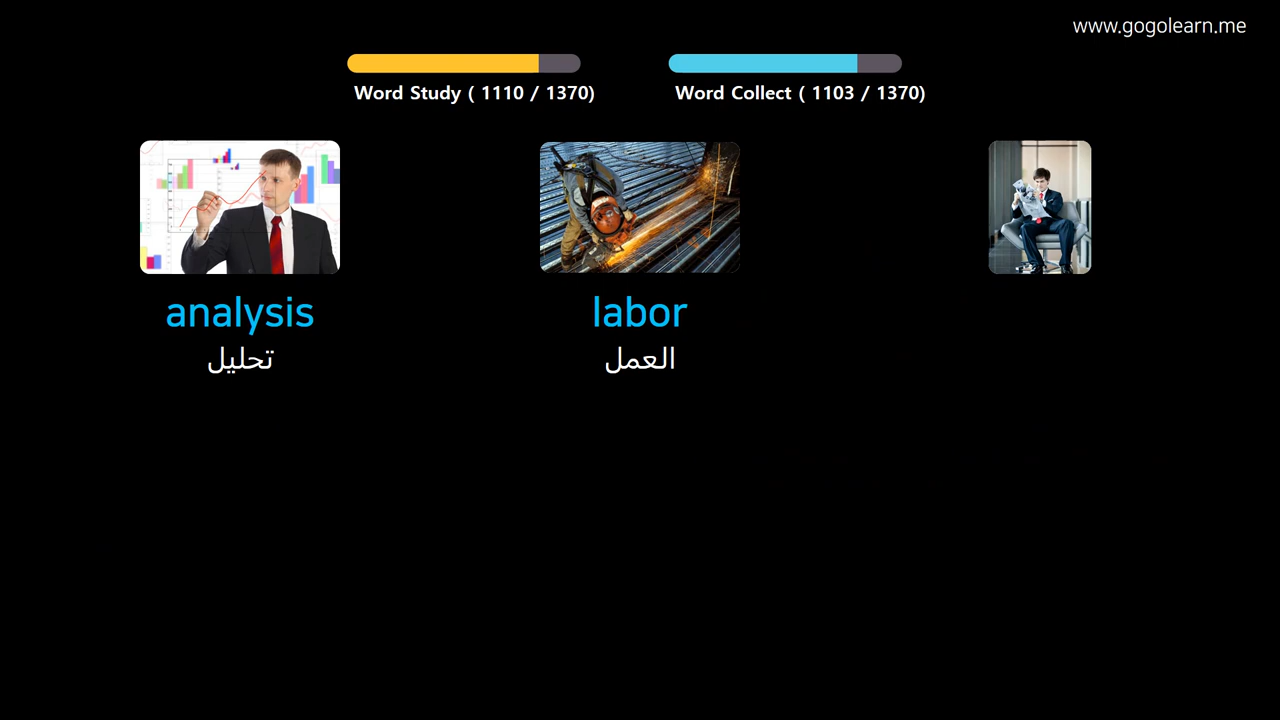 www.gogolearn.me
Word Study ( 1110 / 1370)
Word Collect ( 1103 / 1370)
analysis
تحليل
labor
العمل